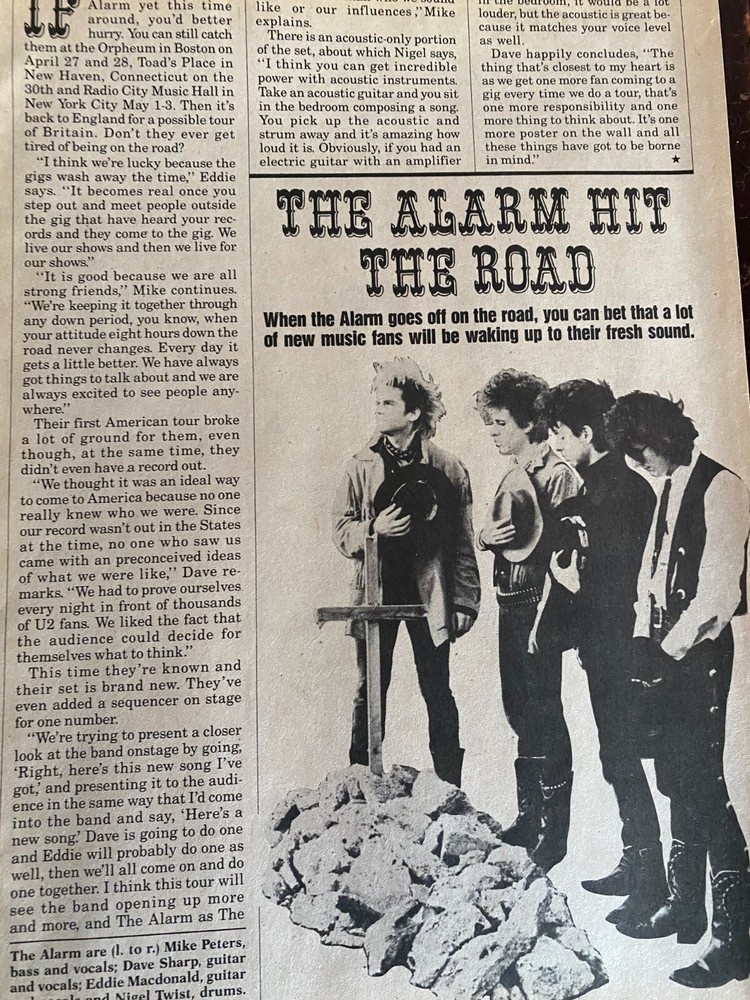 IF
Alarm yet this time
around, you'd better
hurry. You can still catch
them at the Orpheum in Boston on
April 27 and 28, Toad's Place in
New Haven, Connecticut on the
30th and Radio City Music Hall in
New York City May 1-3. Then it's
back to England for a possible tour
of Britain. Don't they ever get
tired of being on the road?
"I think we're lucky because the
gigs wash away the time," Eddie
says. "It becomes real once you
step out and meet people outside
the gig that have heard your rec-
ords and they come to the gig. We
live our shows and then we live for
our shows."
"It is good because we are all
strong friends," Mike continues.
"We're keeping it together through
any down period, you know, when
your attitude eight hours down the
road never changes. Every day it
gets a little better. We have always
got things to talk about and we are
always excited to see people any-
where."
Their first American tour broke
a lot of ground for them, even
though, at the same time, they
didn't even have a record out.
"We thought it was an ideal way
to come to America because no one
really knew who we were. Since
our record wasn't out in the States
at the time, no one who saw us
came with an preconceived ideas
of what we were like," Dave re-
marks. "We had to prove ourselves
every night in front of thousands
of U2 fans. We liked the fact that
the audience could decide for
themselves what to think."
This time they're known and
their set is brand new. They've
even added a sequencer on stage
for one number.
"We're trying to present a closer
look at the band onstage by going,
'Right, here's this new song I've
got,' and presenting it to the audi-
ence in the same way that I'd come
into the band and say, 'Here's a
new song.' Dave is going to do one
and Eddie will probably do one as
well, then we'll all come on and do
one together. I think this tour will
see the band opening up more
and more, and The Alarm as The
like or our influences," Mike
explains.
There is an acoustic-only portion
of the set, about which Nigel says,
"I think you can get incredible
power with acoustic instruments.
Take an acoustic guitar and you sit
in the bedroom composing a song.
You pick up the acoustic and
strum away and it's amazing how
loud it is. Obviously, if you had an
electric guitar with an amplifier
in the bedroom, it would be a lot
louder, but the acoustic is great be-
cause it matches your voice level
as well.
Dave happily concludes, "The
thing that's closest to my heart is
as we get one more fan coming to a
gig every time we do a tour, that's
one more responsibility and one
more thing to think about. It's one
more poster on the wall and all
these things have got to be borne
in mind." ★
THE ALARM HIT
THE ROAD
When the Alarm goes off on the road, you can bet that a lot
of new music fans will be waking up to their fresh sound.
The Alarm are (l. to r.) Mike Peters,
bass and vocals; Dave Sharp, guitar
and vocals; Eddie Macdonald, guitar
and Nigel Twist, drums.